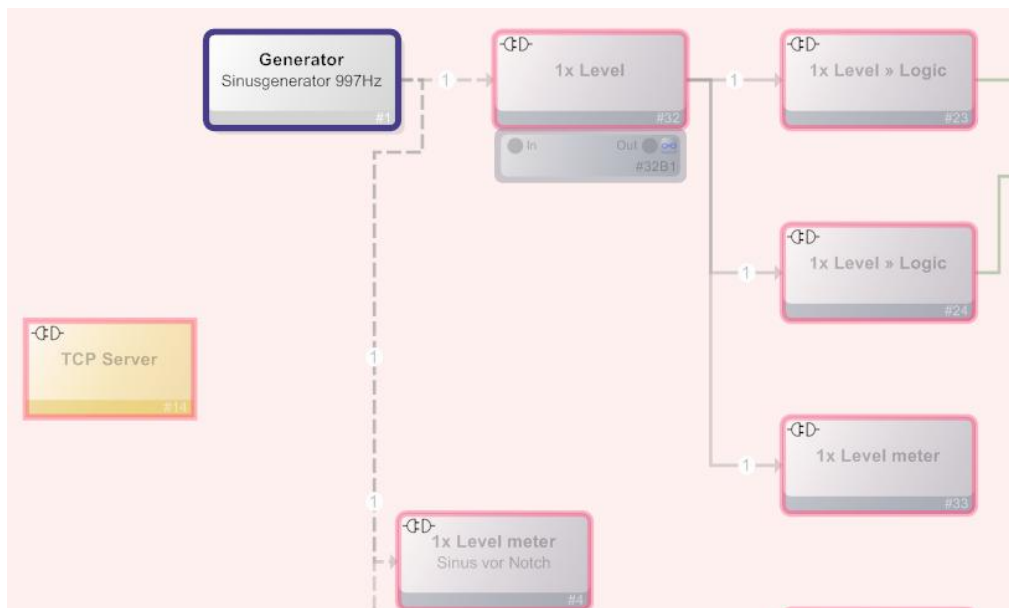 Generator
Sinusgenerator 997Hz
#1
1
1x Level
#32
In
Out
#32B1
1
1x Level » Logic
#23
1
1x Level » Logic
#24
TCP Server
#14
1
1
1x Level meter
#33
1
1x Level meter
Sinus vor Notch
#4